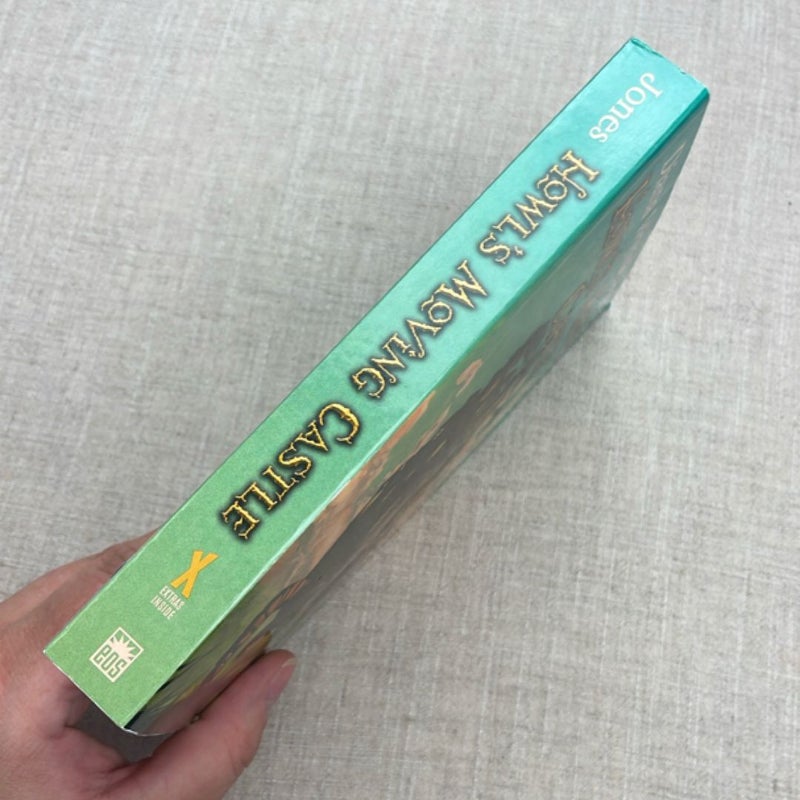 Jones
HOWL'S MOVING CASTLE
X
EXTRAS
INSIDE
eos